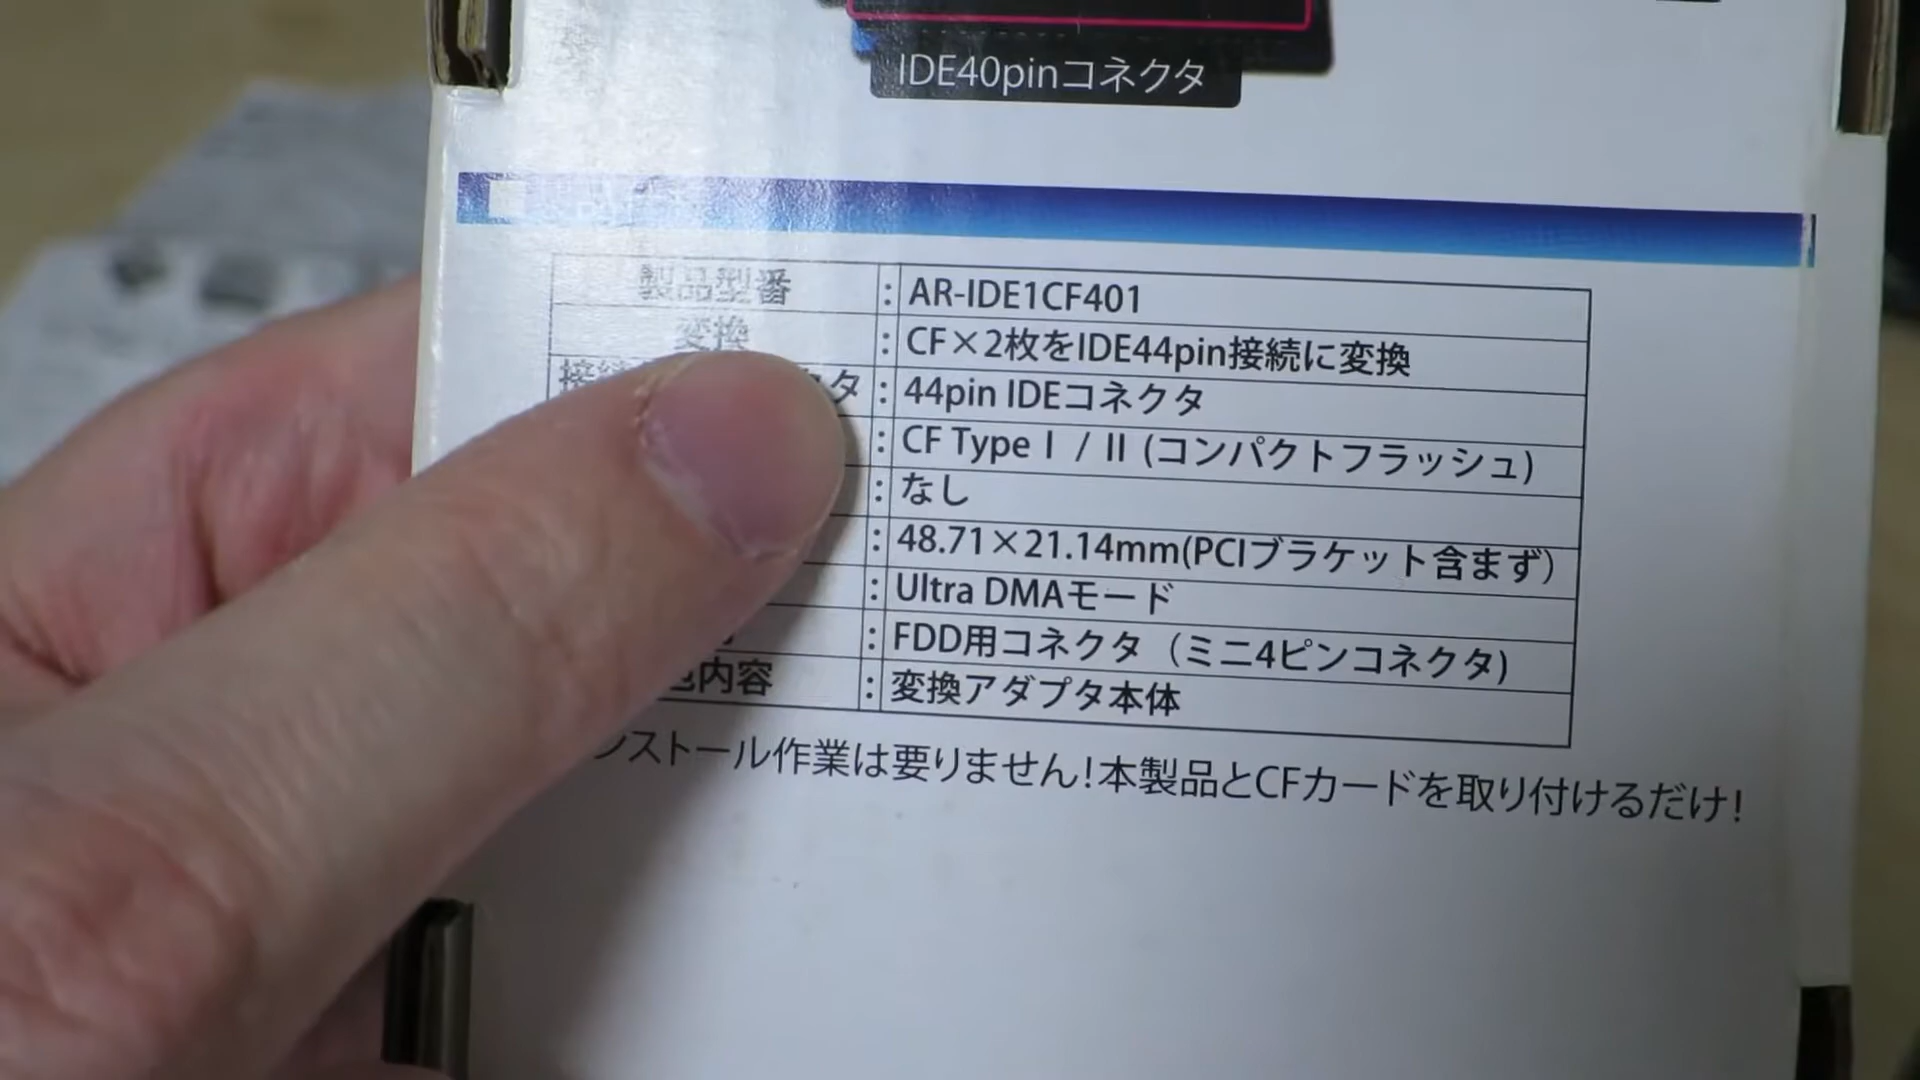 IDE40pinコネクタ
製品型番 : AR-IDE1CF401
変換 : CF×2枚をIDE44pin接続に変換
接続 タ : 44pin IDEコネクタ
: CF Type I / II (コンパクトフラッシュ)
: なし
: 48.71×21.14mm(PCIブラケット含まず)
: Ultra DMAモード
: FDD用コネクタ (ミニ4ピンコネクタ)
内容 : 変換アダプタ本体
ンストール作業は要りません!本製品とCFカードを取り付けるだけ!